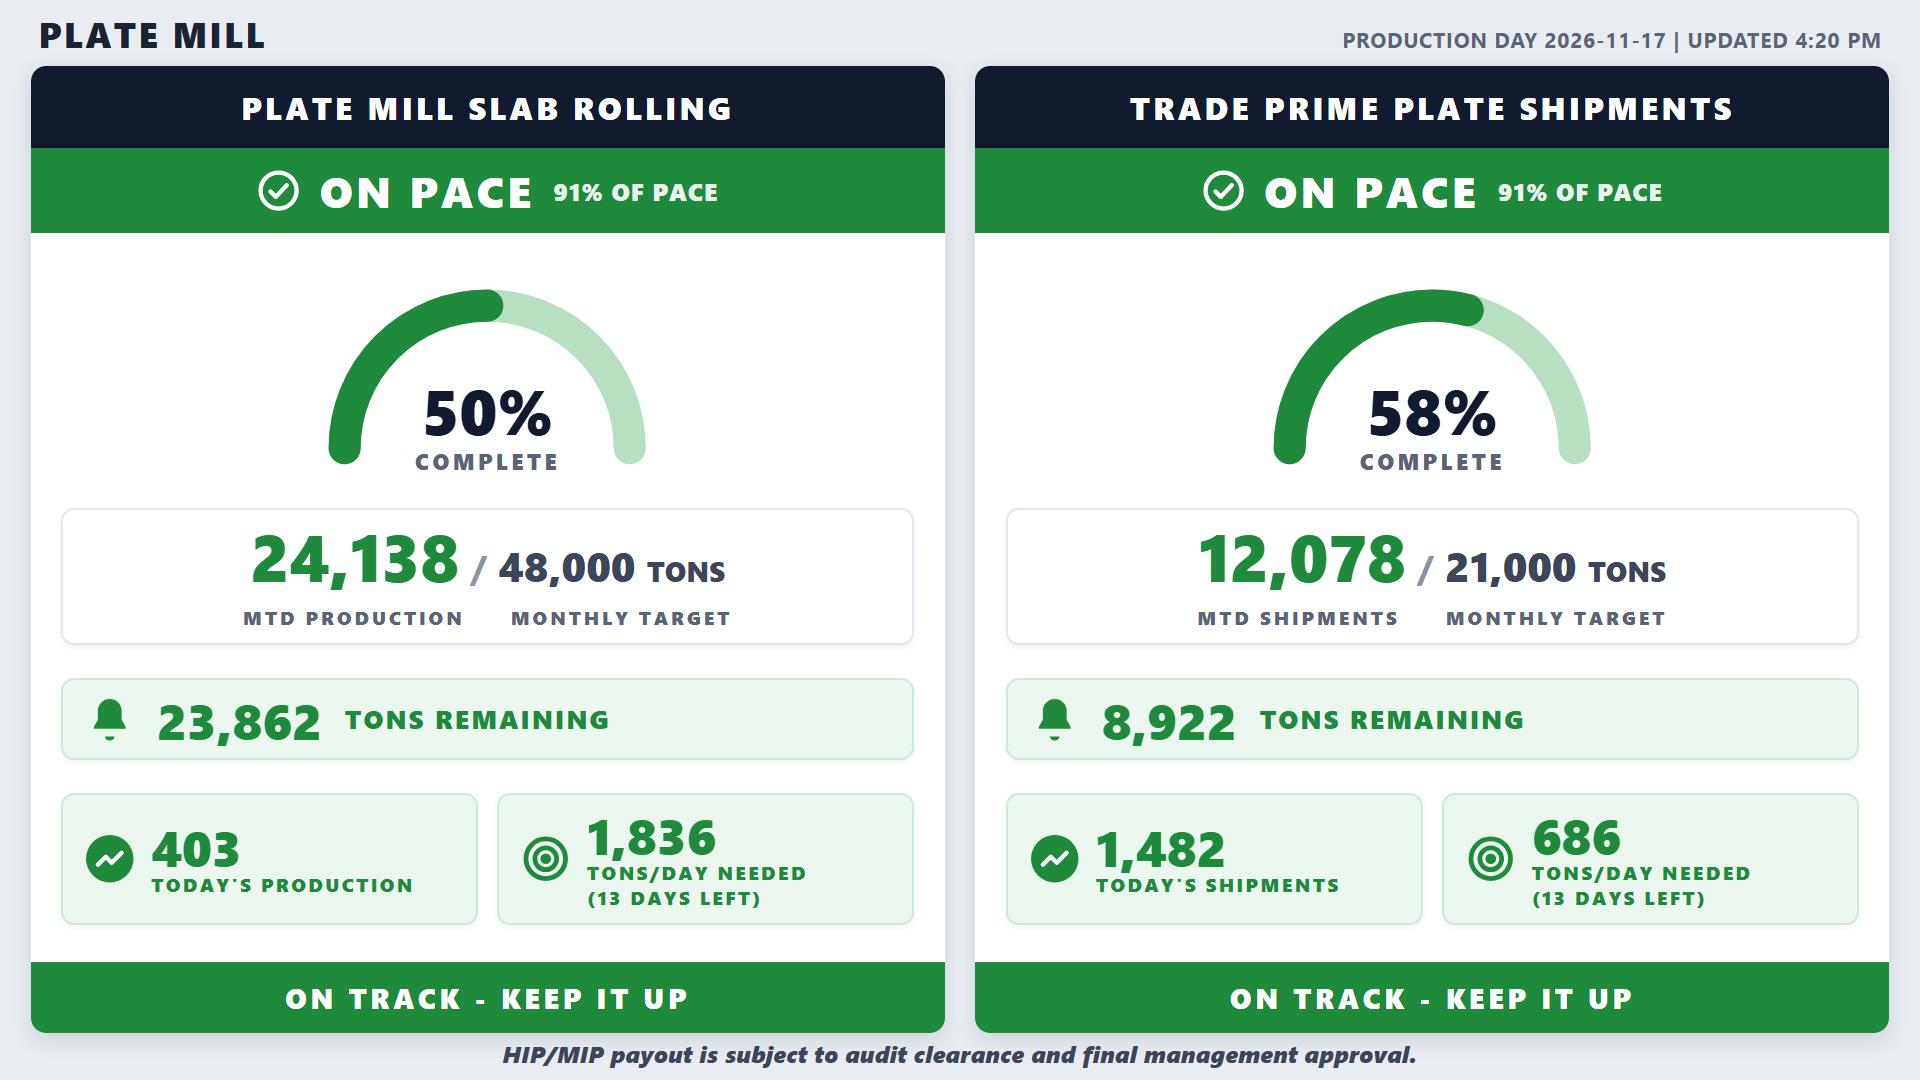 PLATE MILL
PRODUCTION DAY 2026-11-17 | UPDATED 4:20 PM
PLATE MILL SLAB ROLLING
ON PACE 91% OF PACE
50%
COMPLETE
24,138 / 48,000 TONS
MTD PRODUCTION MONTHLY TARGET
23,862 TONS REMAINING
403
TODAY'S PRODUCTION
1,836
TONS/DAY NEEDED
(13 DAYS LEFT)
ON TRACK - KEEP IT UP
TRADE PRIME PLATE SHIPMENTS
ON PACE 91% OF PACE
58%
COMPLETE
12,078 / 21,000 TONS
MTD SHIPMENTS MONTHLY TARGET
8,922 TONS REMAINING
1,482
TODAY'S SHIPMENTS
686
TONS/DAY NEEDED
(13 DAYS LEFT)
ON TRACK - KEEP IT UP
HIP/MIP payout is subject to audit clearance and final management approval.